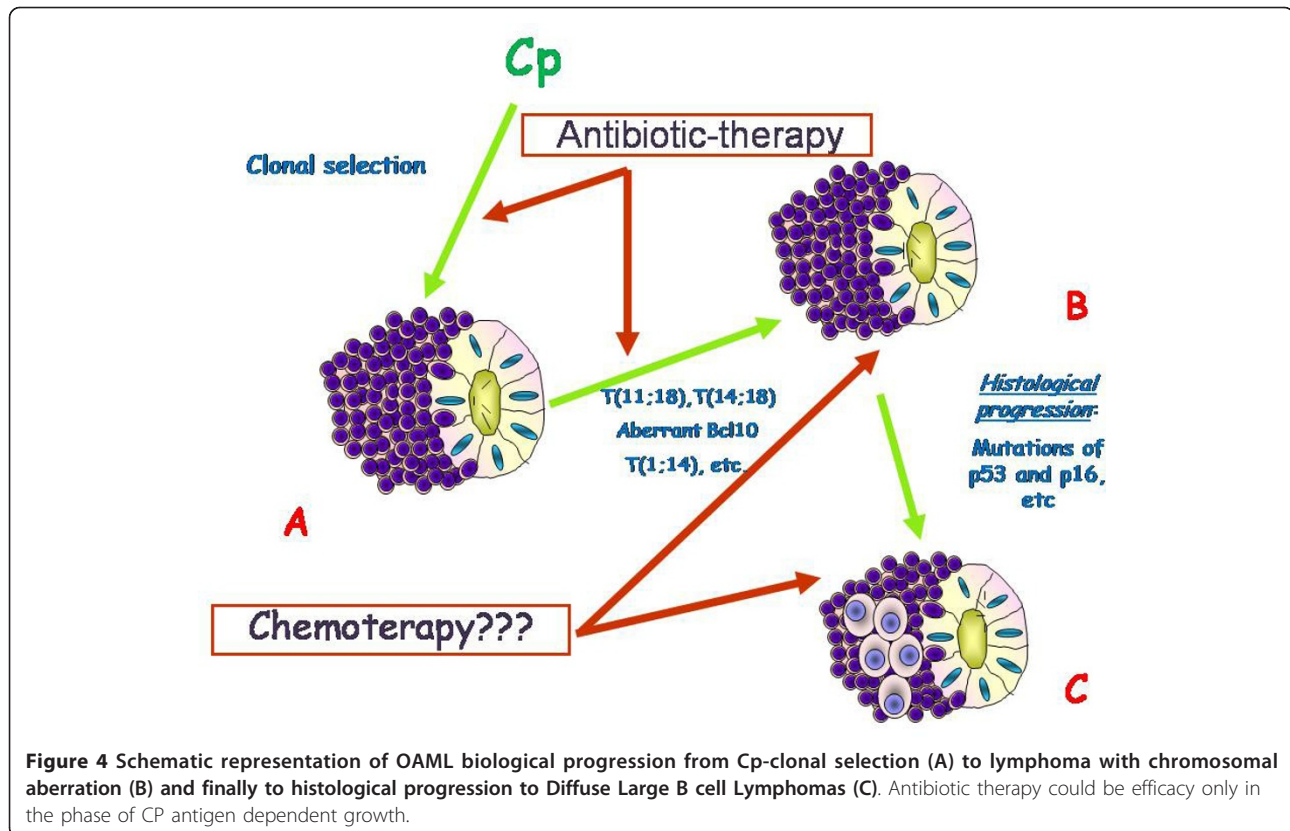 Cp
Antibiotic-therapy
Clonal selection
B
T(11;18),T(14;18)
Aberrant Bcl10
T(1;14), etc.
Histological
progression:
Mutations of
p53 and p16,
etc
A
Chemoterapy???
C
Figure 4 Schematic representation of OAML biological progression from Cp-clonal selection (A) to lymphoma with chromosomal
aberration (B) and finally to histological progression to Diffuse Large B cell Lymphomas (C). Antibiotic therapy could be efficacy only in
the phase of CP antigen dependent growth.